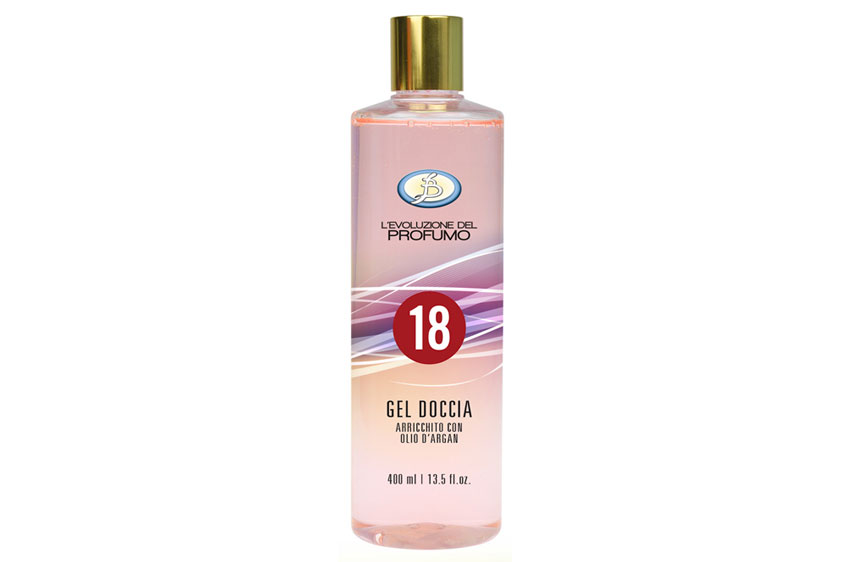 L'EVOLUZIONE DEL
PROFUMO
18
GEL DOCCIA
ARRICCHITO CON
OLIO D'ARGAN
400 ml | 13.5 fl.oz.